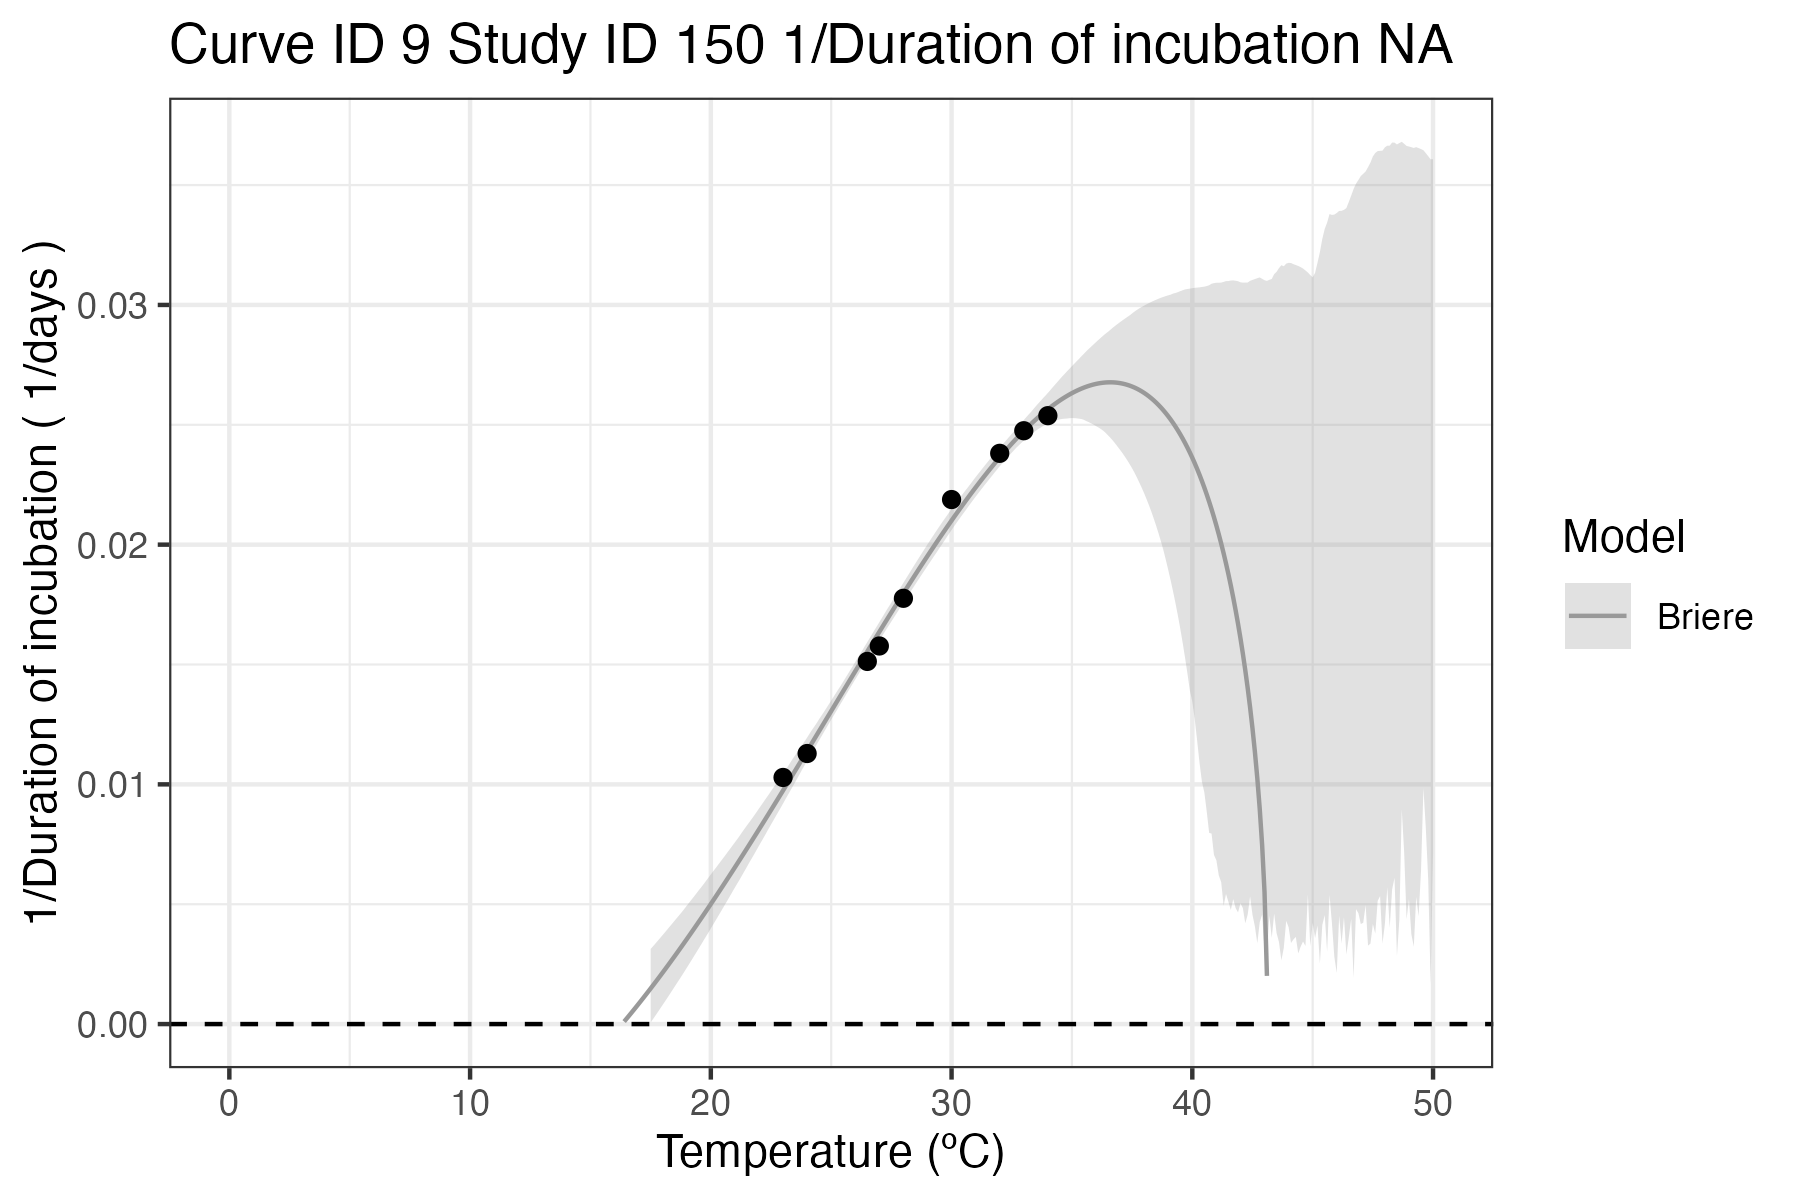 Curve ID 9 Study ID 150 1/Duration of incubation NA
1/Duration of incubation ( 1/days )
0.03
0.02
0.01
0.00
0 10 20 30 40 50
Temperature (ºC)
Model
Briere